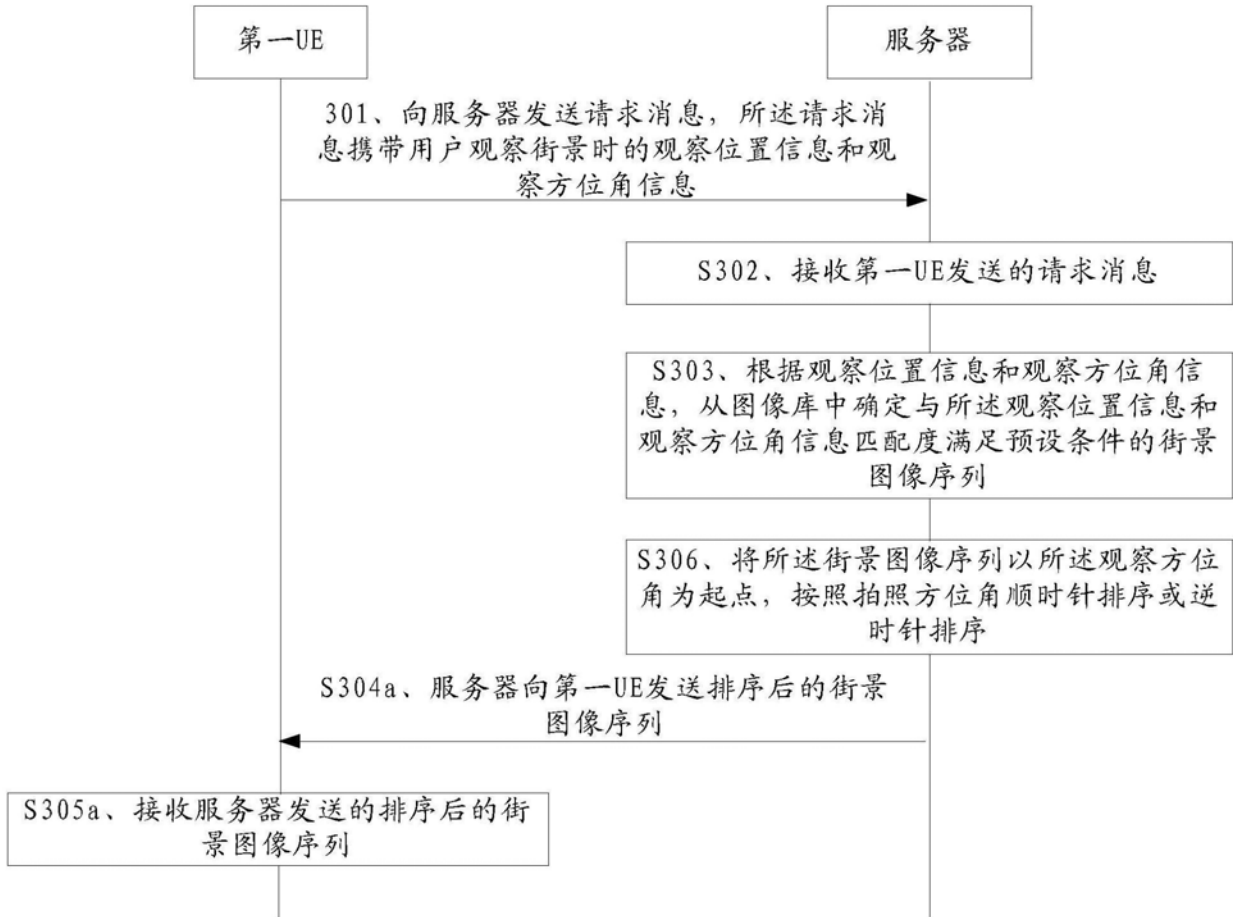 第一UE
服务器
301、向服务器发送请求消息，所述请求消
息携带用户观察街景时的观察位置信息和观
察方位角信息
S302、接收第一UE发送的请求消息
S303、根据观察位置信息和观察方位角信
息，从图像库中确定与所述观察位置信息和
观察方位角信息匹配度满足预设条件的街景
图像序列
S306、将所述街景图像序列以所述观察方位
角为起点，按照拍照方位角顺时针排序或逆
时针排序
S304a、服务器向第一UE发送排序后的街景
图像序列
S305a、接收服务器发送的排序后的街
景图像序列